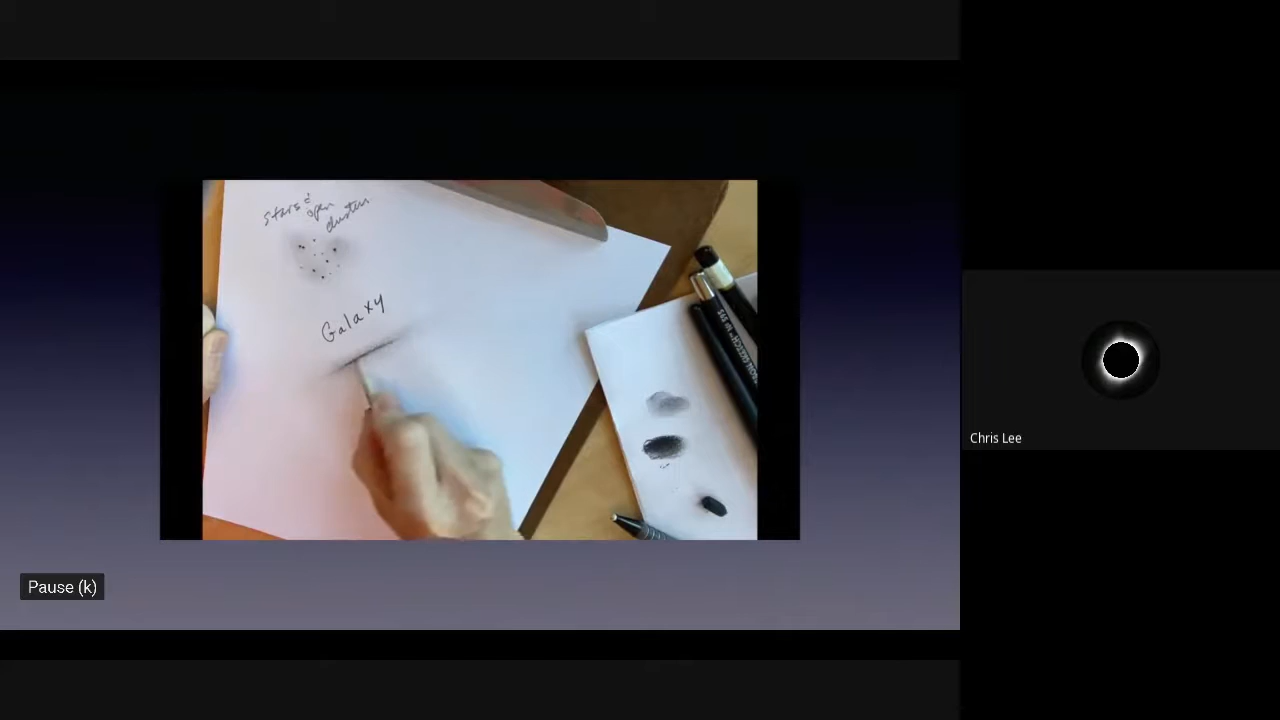 Stars &
open
clusters
Galaxy
Pause (k)
Chris Lee